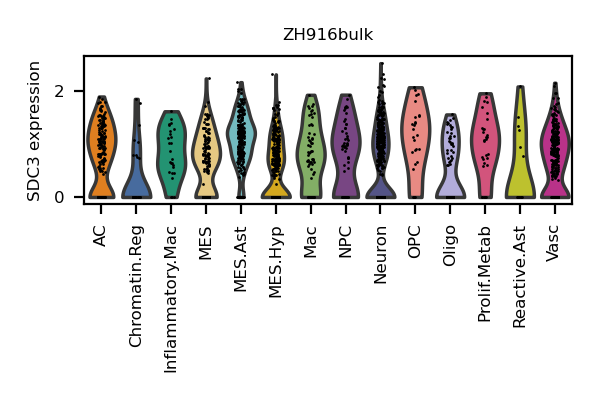 ZH916bulk
SDC3 expression
2
0
AC
Chromatin.Reg
Inflammatory.Mac
MES
MES.Ast
MES.Hyp
Mac
NPC
Neuron
OPC
Oligo
Prolif.Metab
Reactive.Ast
Vasc